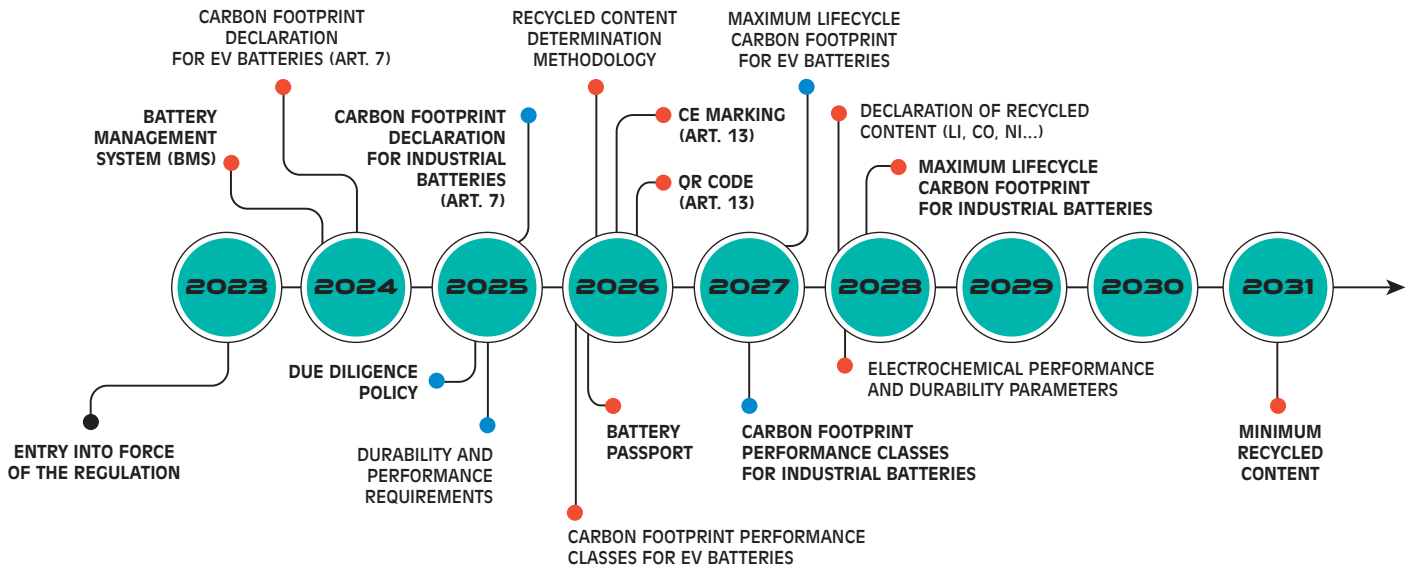 CARBON FOOTPRINT
DECLARATION
FOR EV BATTERIES (ART. 7)
RECYCLED CONTENT
DETERMINATION
METHODOLOGY
MAXIMUM LIFECYCLE
CARBON FOOTPRINT
FOR EV BATTERIES
BATTERY
MANAGEMENT
SYSTEM (BMS)
CARBON FOOTPRINT
DECLARATION
FOR INDUSTRIAL
BATTERIES
(ART. 7)
CE MARKING
(ART. 13)
QR CODE
(ART. 13)
DECLARATION OF RECYCLED
CONTENT (LI, CO, NI...)
MAXIMUM LIFECYCLE
CARBON FOOTPRINT
FOR INDUSTRIAL BATTERIES
2023
2024
2025
2026
2027
2028
2029
2030
2031
ENTRY INTO FORCE
OF THE REGULATION
DUE DILIGENCE
POLICY
DURABILITY AND
PERFORMANCE
REQUIREMENTS
BATTERY
PASSPORT
CARBON FOOTPRINT PERFORMANCE
CLASSES FOR EV BATTERIES
CARBON FOOTPRINT
PERFORMANCE CLASSES
FOR INDUSTRIAL BATTERIES
ELECTROCHEMICAL PERFORMANCE
AND DURABILITY PARAMETERS
MINIMUM
RECYCLED
CONTENT